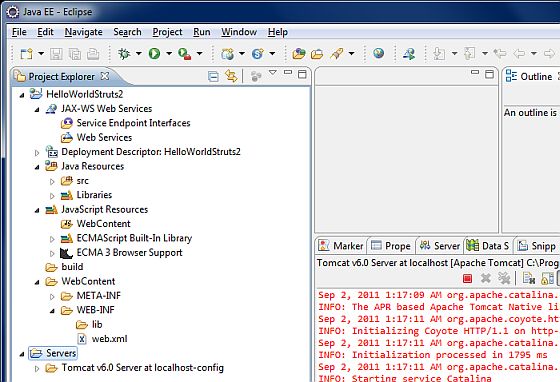 Java EE - Eclipse
File Edit Navigate Search Project Run Window Help
Project Explorer
HelloWorldStruts2
JAX-WS Web Services
Service Endpoint Interfaces
Web Services
Deployment Descriptor: HelloWorldStruts2
Java Resources
src
Libraries
JavaScript Resources
WebContent
ECMAScript Built-In Library
ECMA 3 Browser Support
build
WebContent
META-INF
WEB-INF
lib
web.xml
Servers
Tomcat v6.0 Server at localhost-config
Outline
An outline is
Marker Prope Server Data S Snipp
Tomcat v6.0 Server at localhost [Apache Tomcat] C:\Prog
Sep 2, 2011 1:17:09 AM org.apache.catalina.
INFO: The APR based Apache Tomcat Native li
Sep 2, 2011 1:17:11 AM org.apache.coyote.ht
INFO: Initializing Coyote HTTP/1.1 on http-
Sep 2, 2011 1:17:11 AM org.apache.catalina.
INFO: Initialization processed in 1795 ms
Sep 2, 2011 1:17:11 AM org.apache.catalina.
INFO: Starting service Catalina